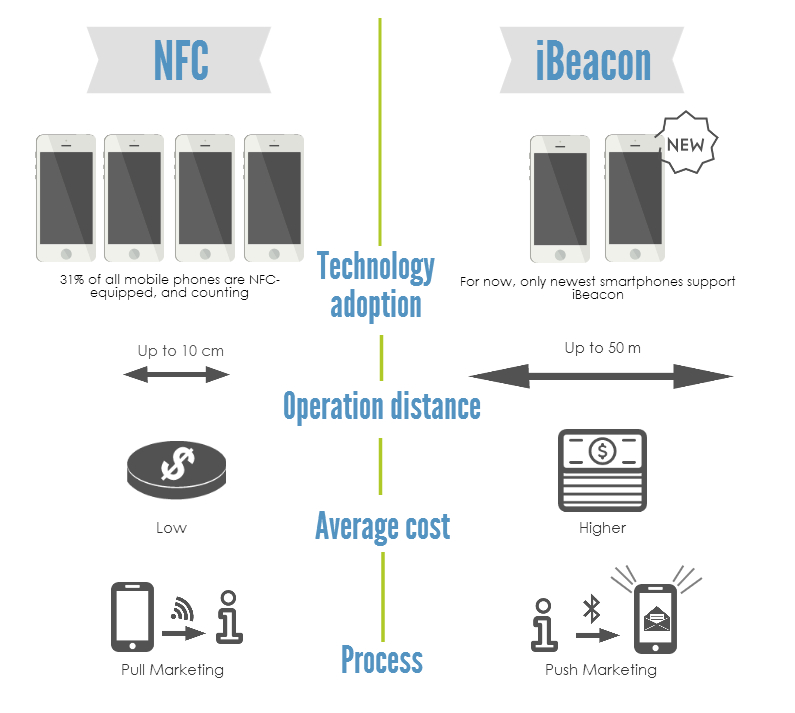 NFC
iBeacon
NEW
31% of all mobile phones are NFC-
equipped, and counting
Technology
adoption
For now, only newest smartphones support
iBeacon
Up to 10 cm
Up to 50 m
Operation distance
$
$
Low
Average cost
Higher
Pull Marketing
Process
Push Marketing